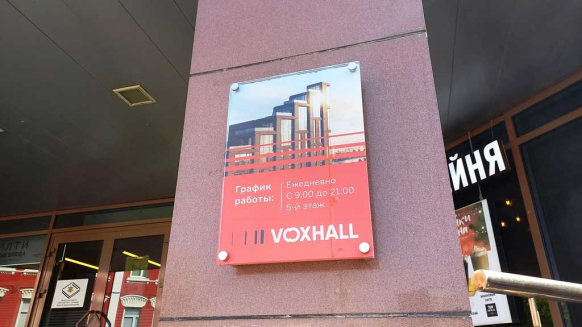 График
работы:
Ежедневно
С 9:00 до 21:00
5-й этаж
VOXHALL
ЙНЯ